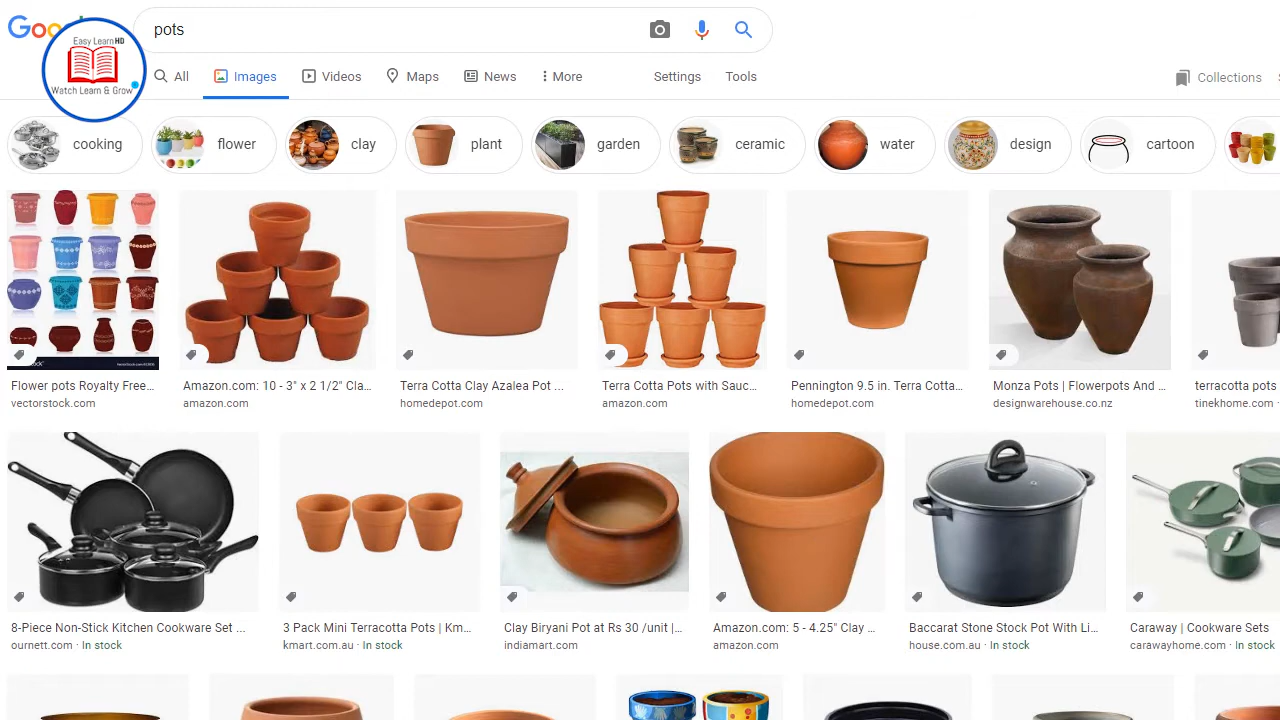 Goo
Easy Learn HD
Watch Learn & Grow
pots
All
Images
Videos
Maps
News
More
Settings
Tools
Collections
cooking
flower
clay
plant
garden
ceramic
water
design
cartoon
Flower pots Royalty Free...
vectorstock.com
Amazon.com: 10 - 3" x 2 1/2" Cla...
amazon.com
Terra Cotta Clay Azalea Pot ...
homedepot.com
Terra Cotta Pots with Sauc...
amazon.com
Pennington 9.5 in. Terra Cotta...
homedepot.com
Monza Pots | Flowerpots And ...
designwarehouse.co.nz
terracotta pots
tinekhome.com ·
8-Piece Non-Stick Kitchen Cookware Set ...
ournett.com · In stock
3 Pack Mini Terracotta Pots | Km...
kmart.com.au · In stock
Clay Biryani Pot at Rs 30 /unit |...
indiamart.com
Amazon.com: 5 - 4.25" Clay ...
amazon.com
Baccarat Stone Stock Pot With Li...
house.com.au · In stock
Caraway | Cookware Sets
carawayhome.com · In stock